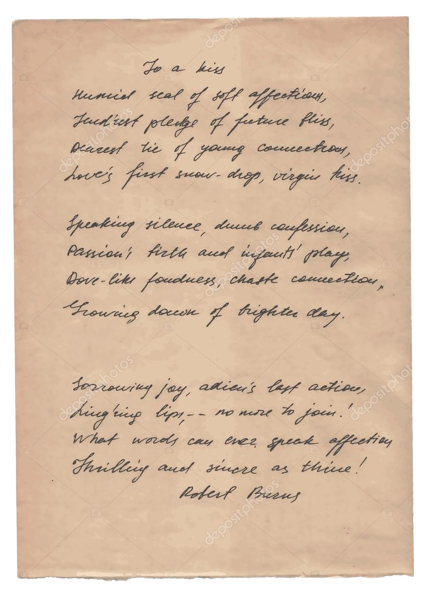 To a kiss
Humid seal of soft affections,
Tend'rest pledge of future bliss,
Dearest tie of young connections,
Love's first snow-drop, virgin kiss.
Speaking silence, dumb confession,
Passion's birth and infants' play,
Dove-like fondness, chaste connection,
Growing dawn of brighter day.
Sorrowing joy, adieu's last action,
Ling'ring lips, -- no more to join!
What words can ever speak affection
Thrilling and sincere as thine!
Robert Burns
depositphotos